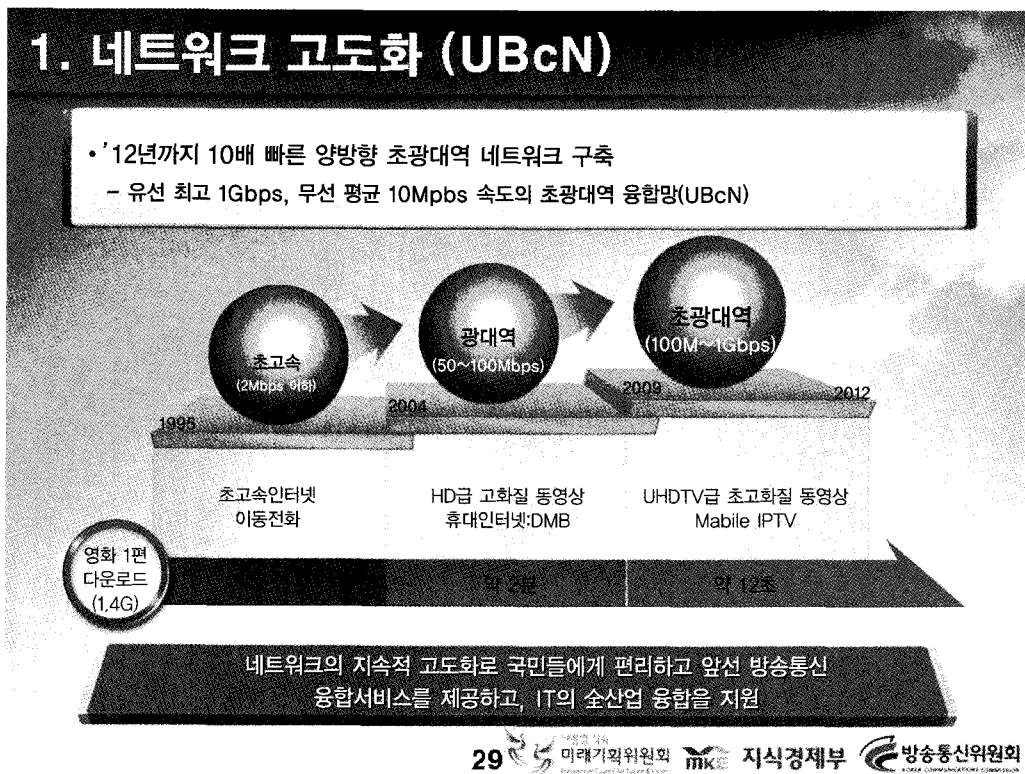 1. 네트워크 고도화 (UBcN)
• '12년까지 10배 빠른 양방향 초광대역 네트워크 구축
– 유선 최고 1Gbps, 무선 평균 10Mpbs 속도의 초광대역 융합망(UBcN)
초고속
(2Mbps 이하)
광대역
(50~100Mbps)
초광대역
(100M~1Gbps)
1995
2004
2009
2012
초고속인터넷
이동전화
HD급 고화질 동영상
휴대인터넷:DMB
UHDTV급 초고화질 동영상
Mabile IPTV
영화 1편
다운로드
(1.4G)
약 2분
약 12초
네트워크의 지속적 고도화로 국민들에게 편리하고 앞선 방송통신
융합서비스를 제공하고, IT의 全산업 융합을 지원
29
미래기획위원회
MKE 지식경제부
방송통신위원회
KOREA COMMUNICATIONS COMMISSION